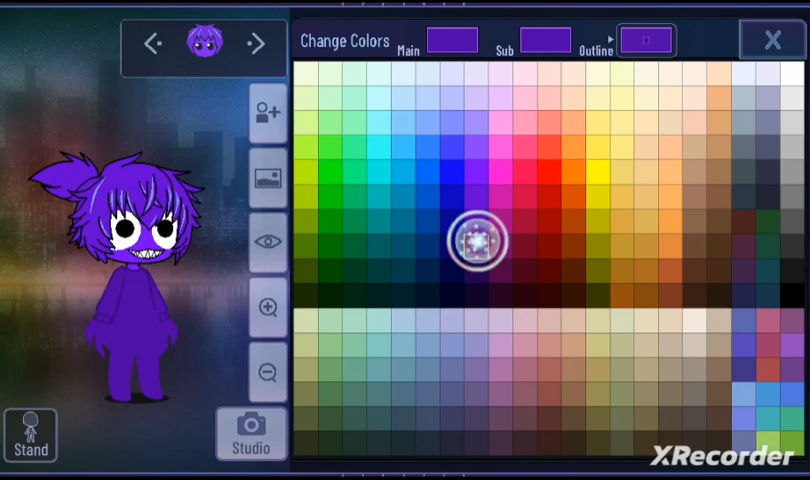 Change Colors
Main
Sub
Outline
X
Stand
Studio
XRecorder